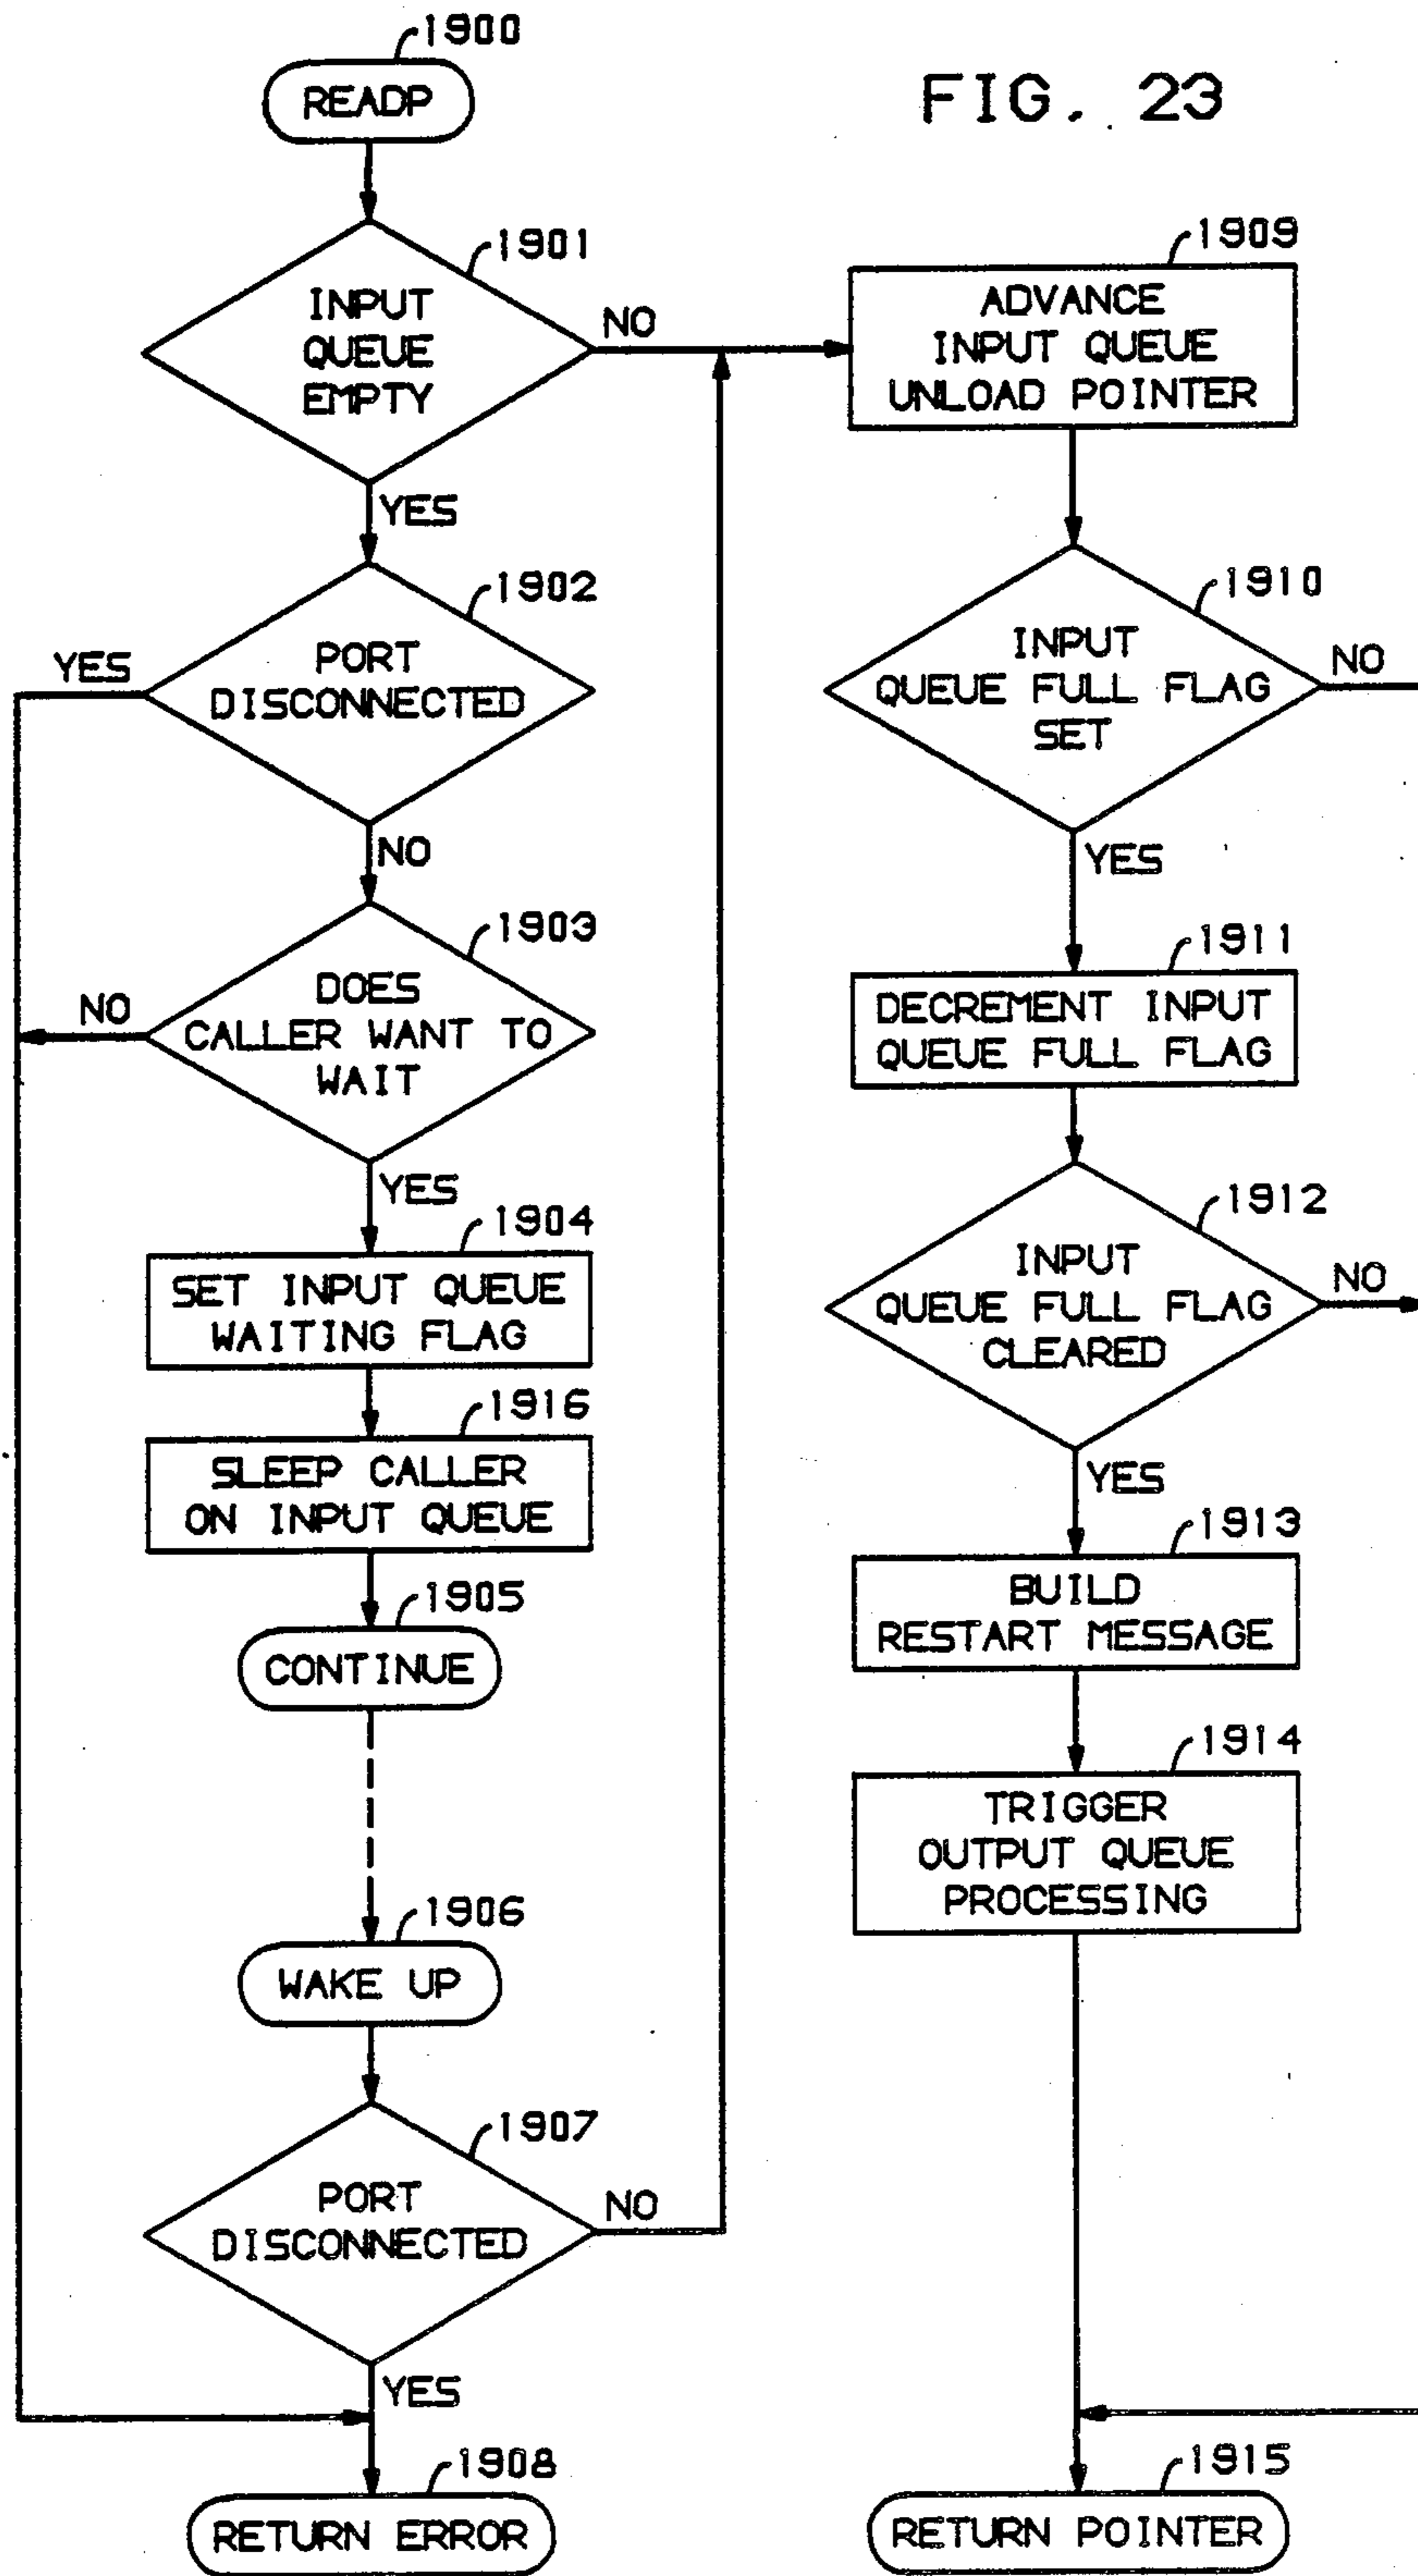 1900
READP
FIG. 23
1901
INPUT
QUEUE
EMPTY
NO
YES
1902
PORT
DISCONNECTED
YES
NO
1903
DOES
CALLER WANT TO
WAIT
NO
YES
1904
SET INPUT QUEUE
WAITING FLAG
1916
SLEEP CALLER
ON INPUT QUEUE
1905
CONTINUE
1906
WAKE UP
1907
PORT
DISCONNECTED
NO
YES
1908
RETURN ERROR
1909
ADVANCE
INPUT QUEUE
UNLOAD POINTER
1910
INPUT
QUEUE FULL FLAG
SET
NO
YES
1911
DECREMENT INPUT
QUEUE FULL FLAG
1912
INPUT
QUEUE FULL FLAG
CLEARED
NO
YES
1913
BUILD
RESTART MESSAGE
1914
TRIGGER
OUTPUT QUEUE
PROCESSING
1915
RETURN POINTER